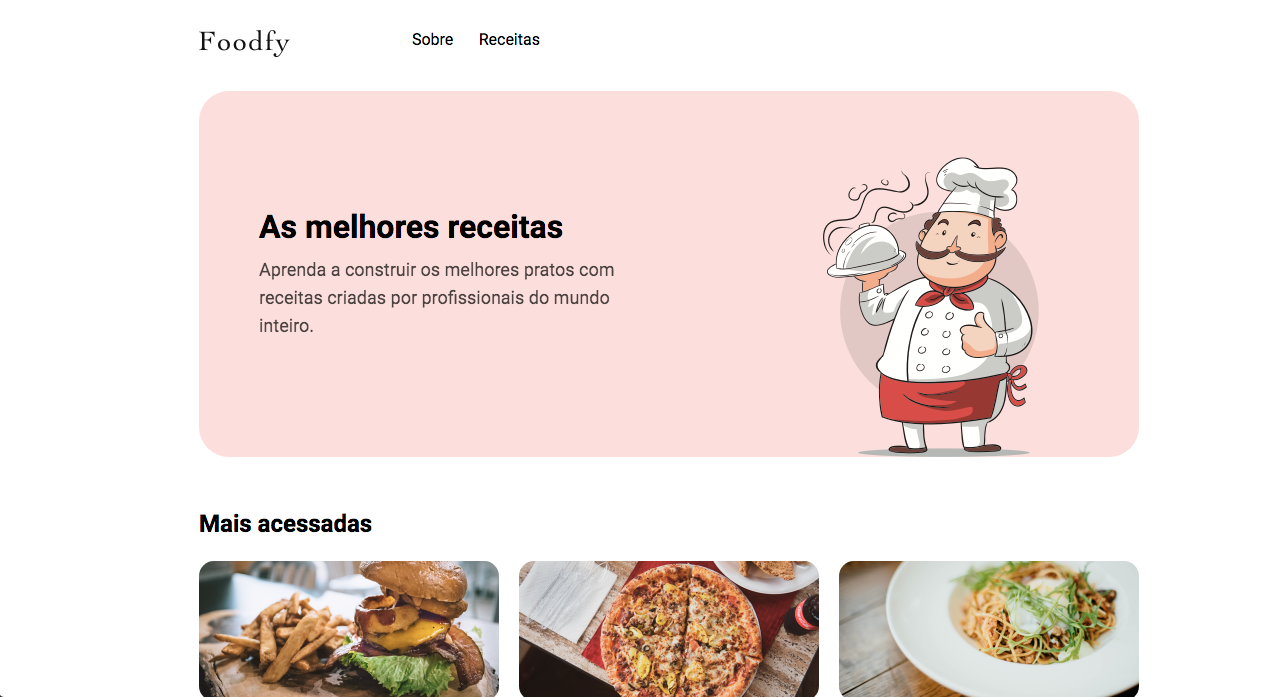 Foodfy
Sobre
Receitas
As melhores receitas
Aprenda a construir os melhores pratos com
receitas criadas por profissionais do mundo
inteiro.
Mais acessadas